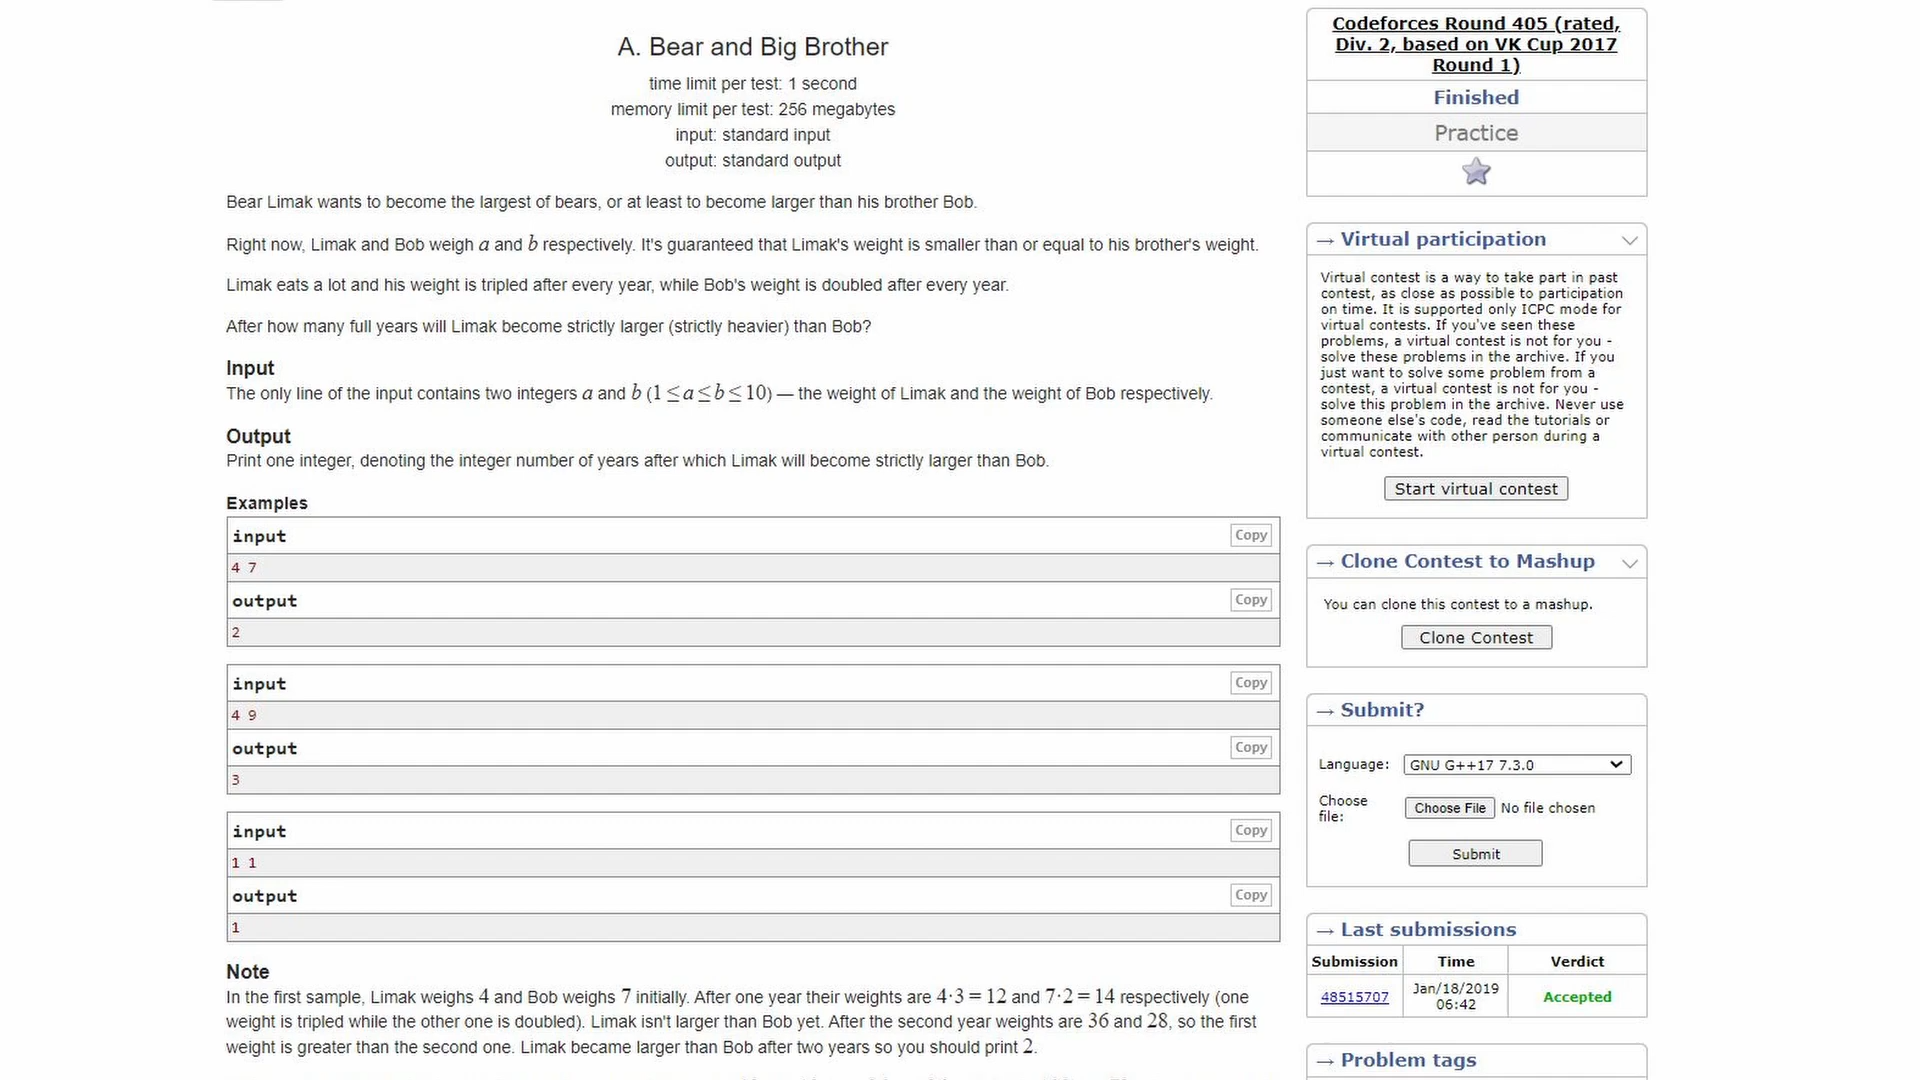 A. Bear and Big Brother
time limit per test: 1 second
memory limit per test: 256 megabytes
input: standard input
output: standard output
Bear Limak wants to become the largest of bears, or at least to become larger than his brother Bob.
Right now, Limak and Bob weigh a and b respectively. It's guaranteed that Limak's weight is smaller than or equal to his brother's weight.
Limak eats a lot and his weight is tripled after every year, while Bob's weight is doubled after every year.
After how many full years will Limak become strictly larger (strictly heavier) than Bob?
Input
The only line of the input contains two integers a and b (1 ≤ a ≤ b ≤ 10) — the weight of Limak and the weight of Bob respectively.
Output
Print one integer, denoting the integer number of years after which Limak will become strictly larger than Bob.
Examples
input Copy
4 7
output Copy
2
input Copy
4 9
output Copy
3
input Copy
1 1
output Copy
1
Note
In the first sample, Limak weighs 4 and Bob weighs 7 initially. After one year their weights are 4·3 = 12 and 7·2 = 14 respectively (one
weight is tripled while the other one is doubled). Limak isn't larger than Bob yet. After the second year weights are 36 and 28, so the first
weight is greater than the second one. Limak became larger than Bob after two years so you should print 2.
Codeforces Round 405 (rated,
Div. 2, based on VK Cup 2017
Round 1)
Finished
Practice
→ Virtual participation
Virtual contest is a way to take part in past
contest, as close as possible to participation
on time. It is supported only ICPC mode for
virtual contests. If you've seen these
problems, a virtual contest is not for you -
solve these problems in the archive. If you
just want to solve some problem from a
contest, a virtual contest is not for you -
solve this problem in the archive. Never use
someone else's code, read the tutorials or
communicate with other person during a
virtual contest.
Start virtual contest
→ Clone Contest to Mashup
You can clone this contest to a mashup.
Clone Contest
→ Submit?
Language: GNU G++17 7.3.0
Choose
file: Choose File No file chosen
Submit
→ Last submissions
Submission Time Verdict
48515707 Jan/18/2019
06:42 Accepted
→ Problem tags